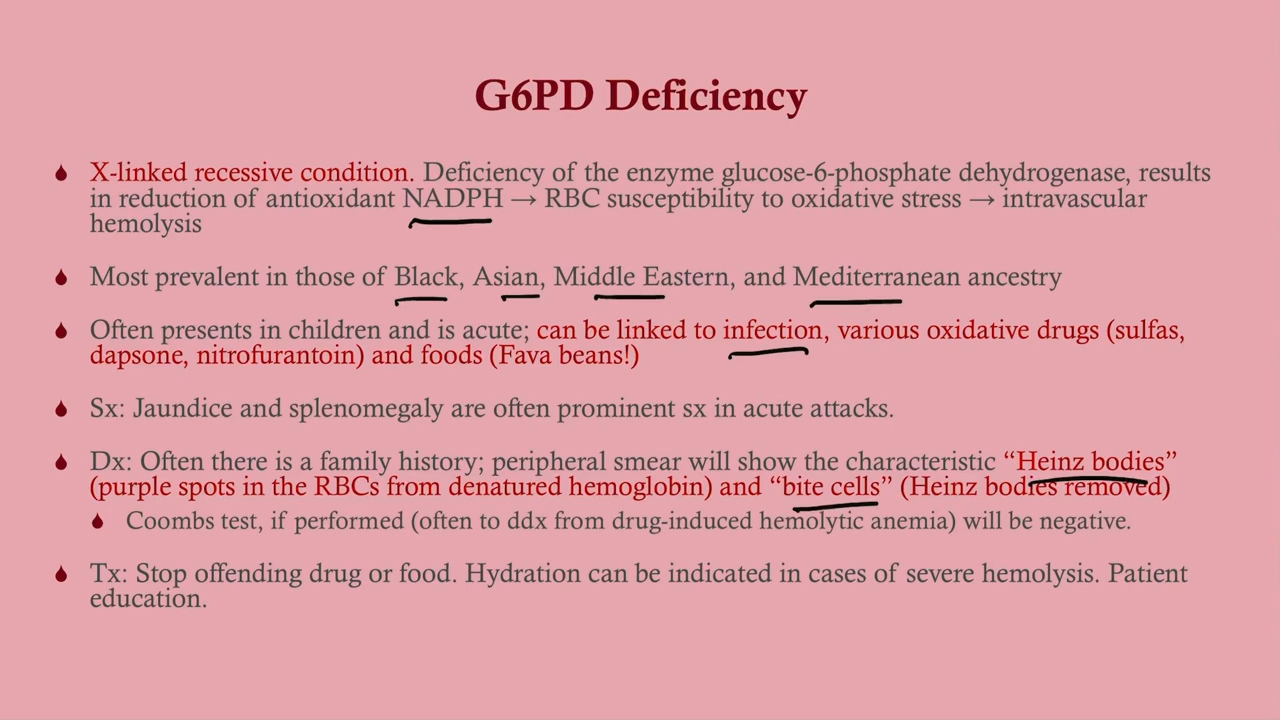 G6PD Deficiency
X-linked recessive condition. Deficiency of the enzyme glucose-6-phosphate dehydrogenase, results
in reduction of antioxidant NADPH → RBC susceptibility to oxidative stress → intravascular
hemolysis
Most prevalent in those of Black, Asian, Middle Eastern, and Mediterranean ancestry
Often presents in children and is acute; can be linked to infection, various oxidative drugs (sulfas,
dapsone, nitrofurantoin) and foods (Fava beans!)
Sx: Jaundice and splenomegaly are often prominent sx in acute attacks.
Dx: Often there is a family history; peripheral smear will show the characteristic “Heinz bodies”
(purple spots in the RBCs from denatured hemoglobin) and “bite cells” (Heinz bodies removed)
Coombs test, if performed (often to ddx from drug-induced hemolytic anemia) will be negative.
Tx: Stop offending drug or food. Hydration can be indicated in cases of severe hemolysis. Patient
education.